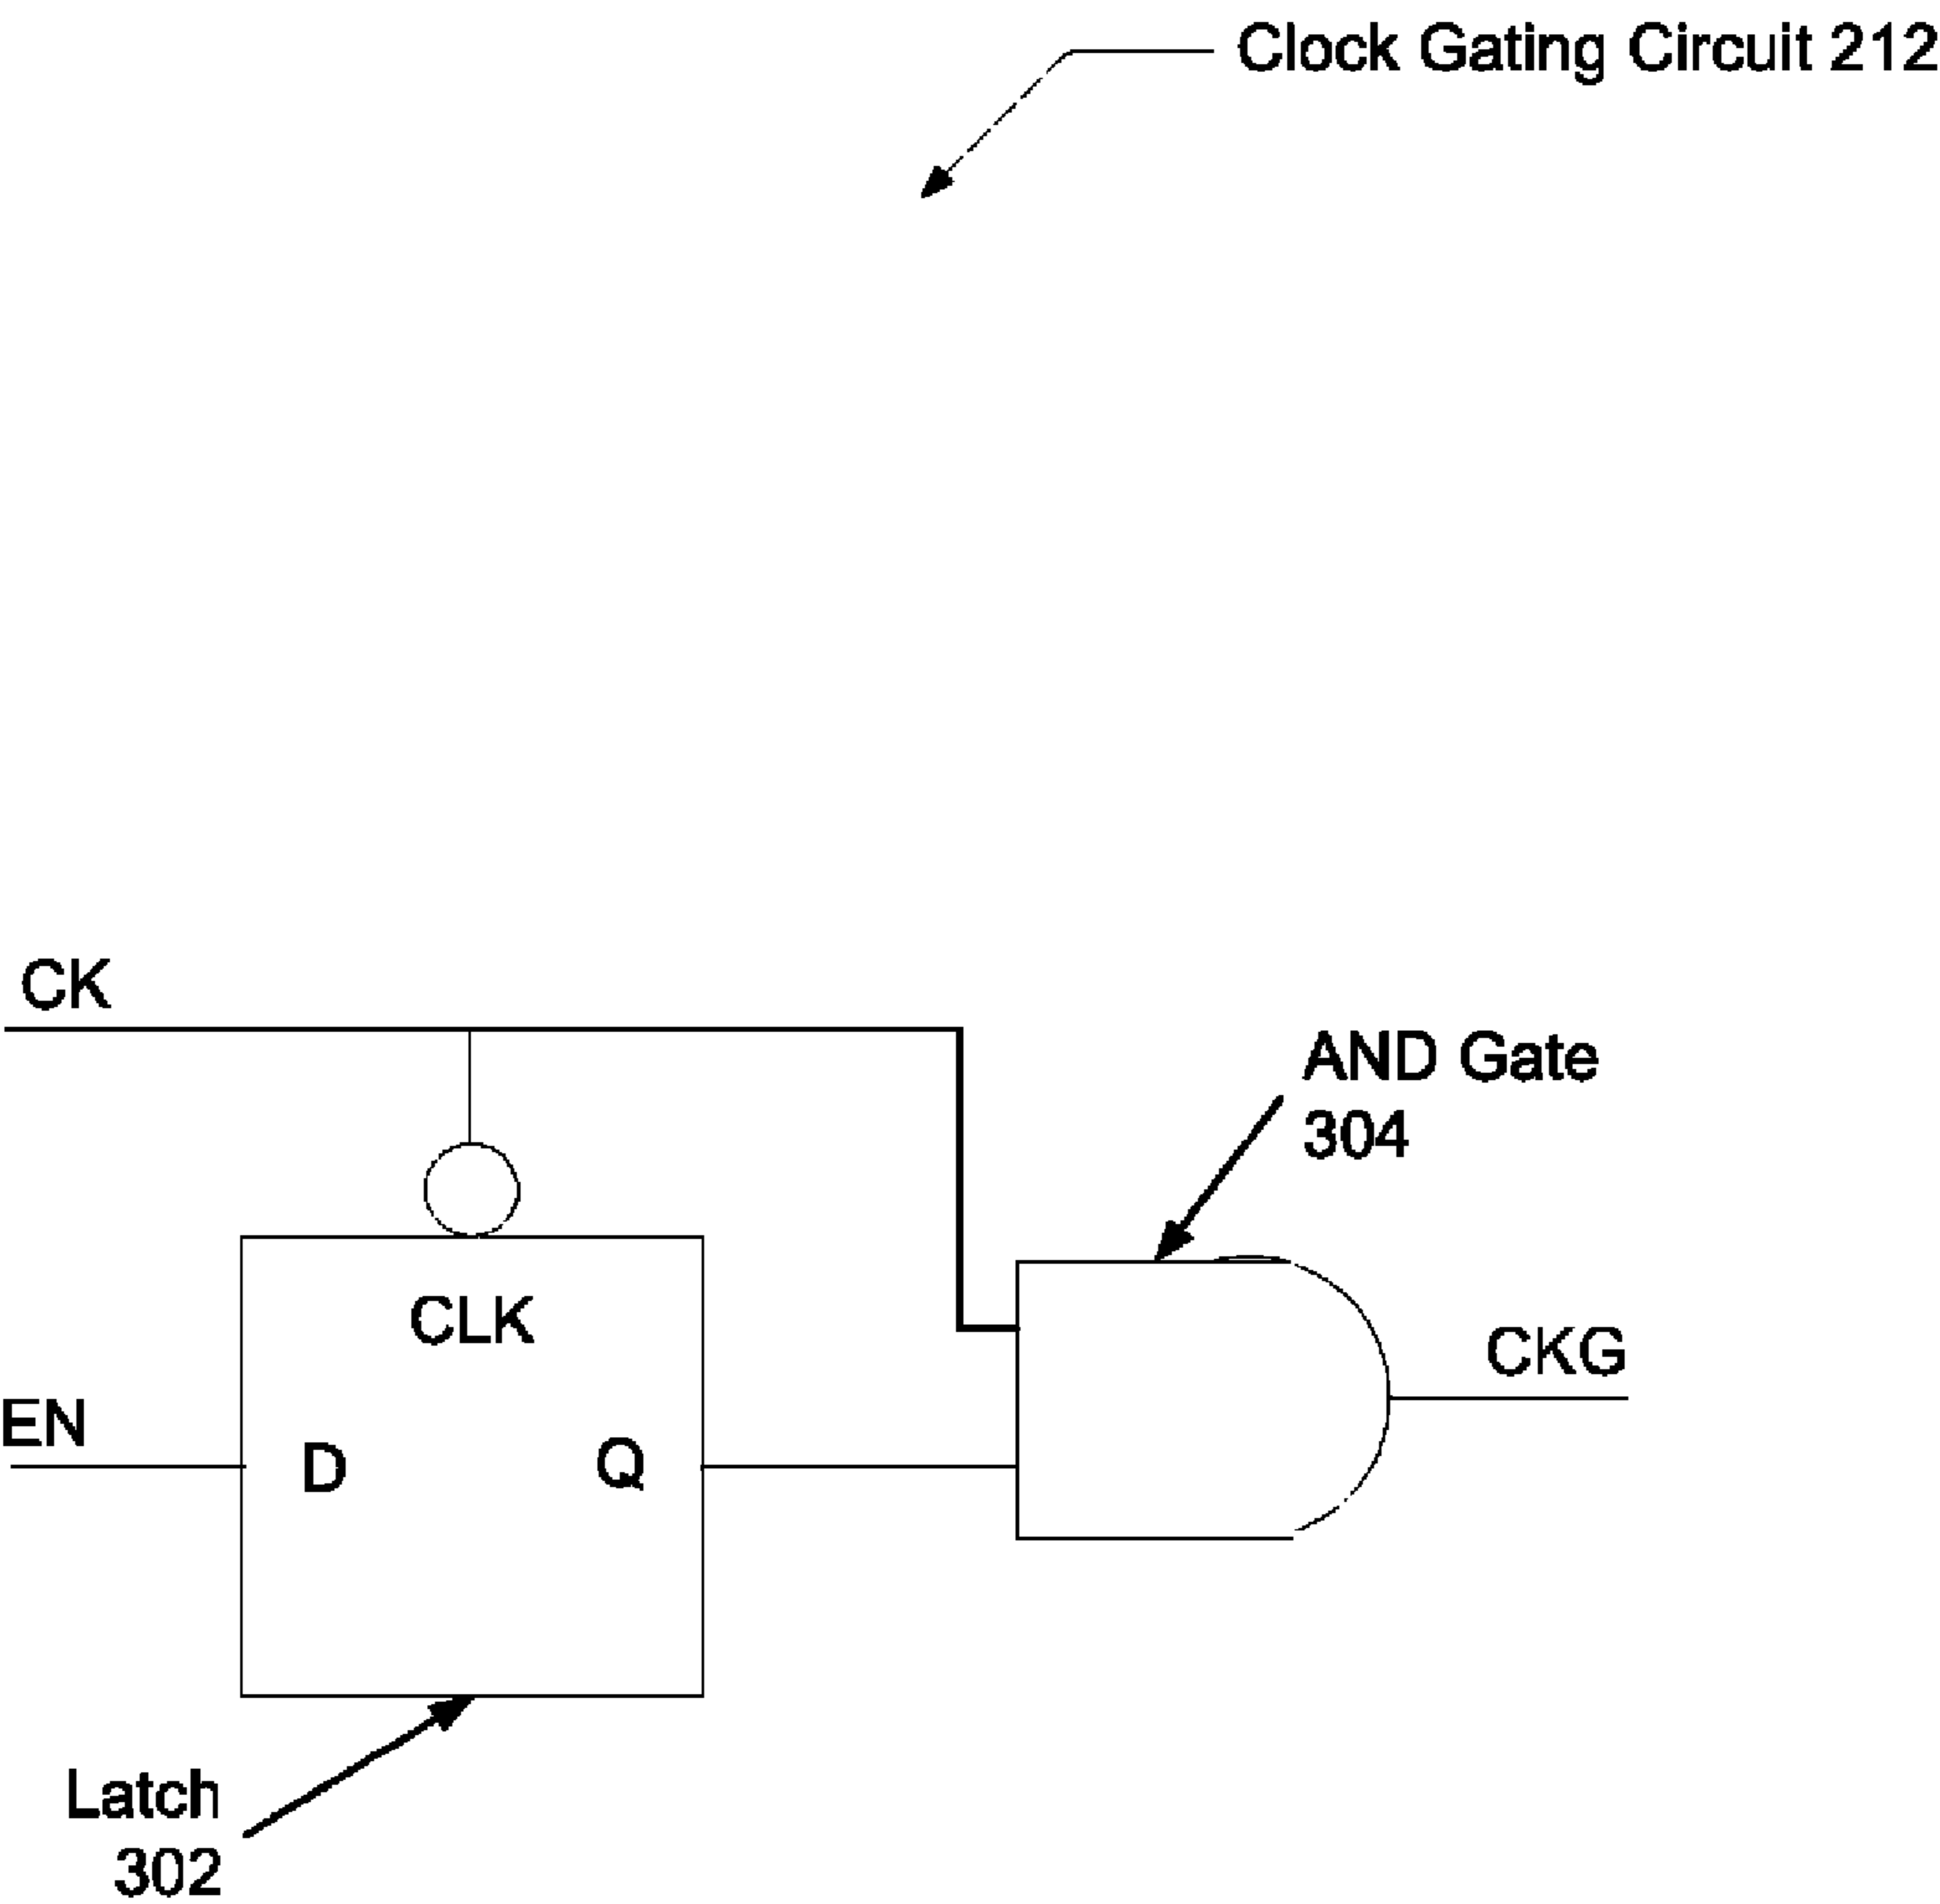 Clock Gating Circuit 212
CK
AND Gate
304
CLK
CKG
EN
D
Q
Latch
302